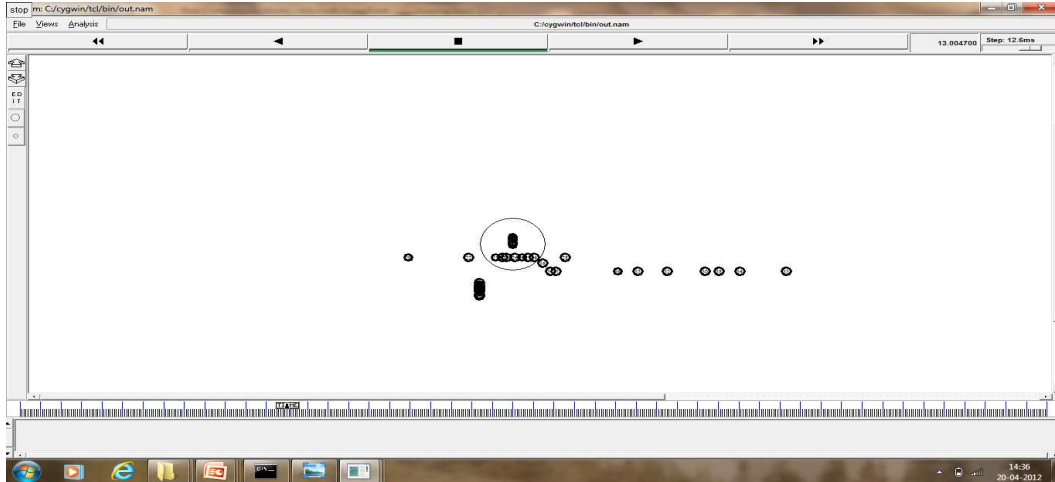 stop m: C:/cygwin/tcl/bin/out.nam
File Views Analysis C:/cygwin/tcl/bin/out.nam
13.004700 Step: 12.6ms
E D
I T
14:36
20-04-2012